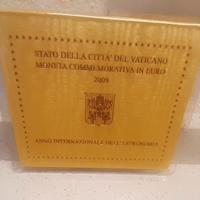 STATO DELLA CITTA' DEL VATICANO
MONETA COMMEMORATIVA IN EURO
2009
ANNO INTERNAZIONALE DELL'ASTRONOMIA